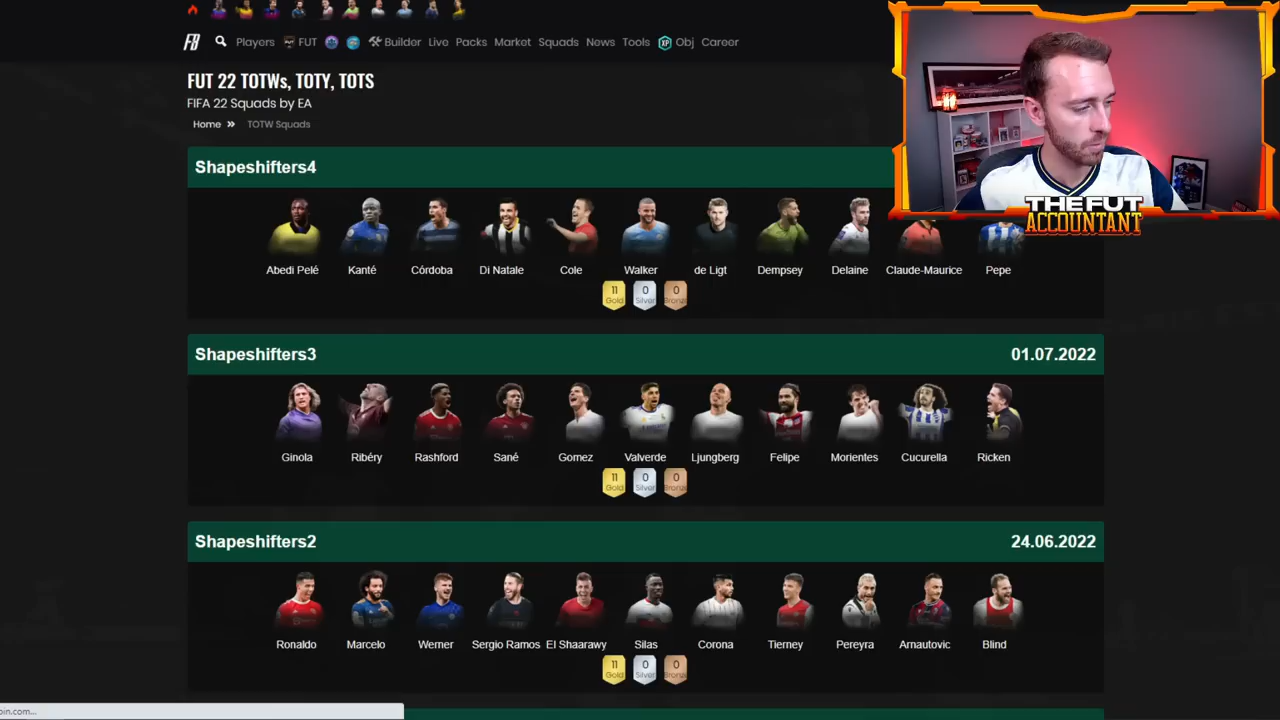 FB Players FUT Builder Live Packs Market Squads News Tools XP Obj Career
FUT 22 TOTWs, TOTY, TOTS
FIFA 22 Squads by EA
Home » TOTW Squads
THE FUT
ACCOUNTANT
Shapeshifters4
Abedi Pelé Kanté Córdoba Di Natale Cole Walker de Ligt Dempsey Delaine Claude-Maurice Pepe
11 0 0
Gold Silver Bronze
Shapeshifters3 01.07.2022
Ginola Ribéry Rashford Sané Gomez Valverde Ljungberg Felipe Morientes Cucurella Ricken
11 0 0
Gold Silver Bronze
Shapeshifters2 24.06.2022
Ronaldo Marcelo Werner Sergio Ramos El Shaarawy Silas Corona Tierney Pereyra Arnautovic Blind
11 0 0
Gold Silver Bronze
bin.com...